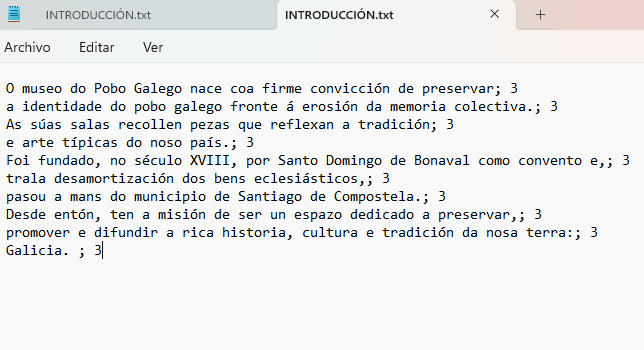 INTRODUCCIÓN.txt
INTRODUCCIÓN.txt
Archivo Editar Ver
O museo do Pobo Galego nace coa firme convicción de preservar; 3
a identidade do pobo galego fronte á erosión da memoria colectiva.; 3
As súas salas recollen pezas que reflexan a tradición; 3
e arte típicas do noso país.; 3
Foi fundado, no século XVIII, por Santo Domingo de Bonaval como convento e,; 3
trala desamortización dos bens eclesiásticos,; 3
pasou a mans do municipio de Santiago de Compostela.; 3
Desde entón, ten a misión de ser un espazo dedicado a preservar,; 3
promover e difundir a rica historia, cultura e tradición da nosa terra:; 3
Galicia. ; 3